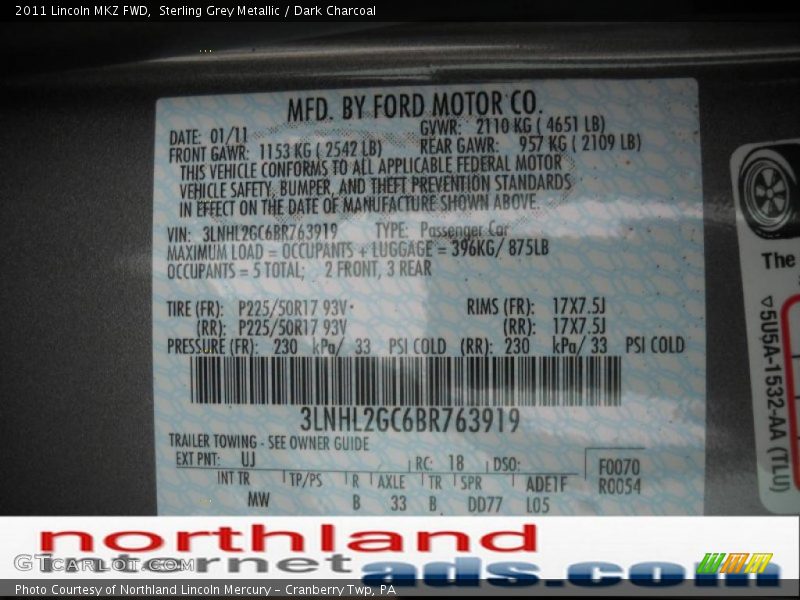 2011 Lincoln MKZ FWD,  Sterling Grey Metallic / Dark Charcoal
MFD. BY FORD MOTOR CO.
DATE: 01/11 GVWR: 2110 KG ( 4651 LB)
FRONT GAWR: 1153 KG ( 2542 LB) REAR GAWR: 957 KG ( 2109 LB)
THIS VEHICLE CONFORMS TO ALL APPLICABLE FEDERAL MOTOR
VEHICLE SAFETY, BUMPER, AND THEFT PREVENTION STANDARDS
IN EFFECT ON THE DATE OF MANUFACTURE SHOWN ABOVE.
VIN: 3LNHL2GC6BR763919 TYPE: Passenger Car
MAXIMUM LOAD = OCCUPANTS + LUGGAGE = 396KG/ 875LB
OCCUPANTS = 5 TOTAL; 2 FRONT, 3 REAR
TIRE (FR): P225/50R17 93V RIMS (FR): 17X7.5J
(RR): P225/50R17 93V (RR): 17X7.5J
PRESSURE (FR): 230 kPa/ 33 PSI COLD (RR): 230 kPa/ 33 PSI COLD
3LNHL2GC6BR763919
TRAILER TOWING - SEE OWNER GUIDE
EXT PNT: UJ RC: 18 DSO: F0070
INT TR TP/PS R AXLE TR SPR ADE1F R0054
MW B 33 B DD77 L05
The
5U5A-1532-AA (TLU)
northland
internet
ads.com
GTCARLOT.COM
Photo Courtesy of Northland Lincoln Mercury – Cranberry Twp, PA